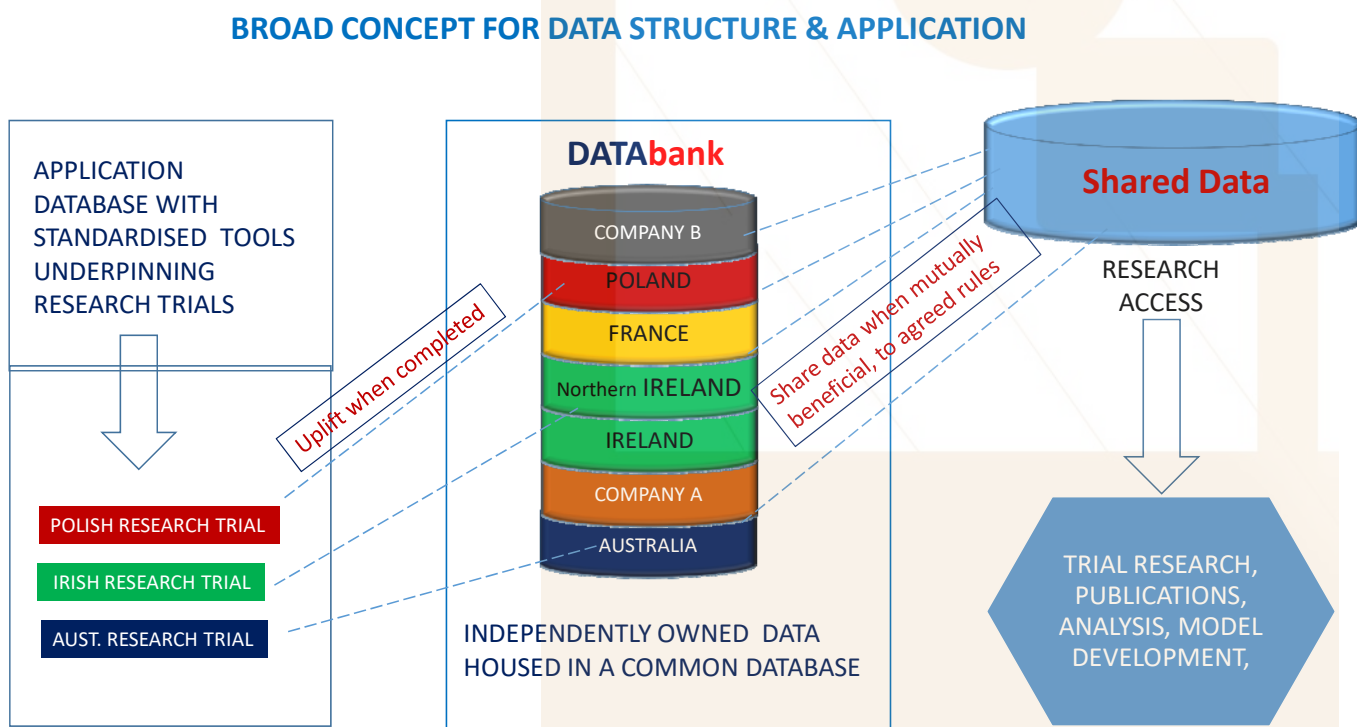 BROAD CONCEPT FOR DATA STRUCTURE & APPLICATION
APPLICATION
DATABASE WITH
STANDARDISED TOOLS
UNDERPINNING
RESEARCH TRIALS
POLISH RESEARCH TRIAL
IRISH RESEARCH TRIAL
AUST. RESEARCH TRIAL
Uplift when completed
DATAbank
COMPANY B
POLAND
FRANCE
Northern IRELAND
IRELAND
COMPANY A
AUSTRALIA
INDEPENDENTLY OWNED DATA
HOUSED IN A COMMON DATABASE
Share data when mutually
beneficial, to agreed rules
Shared Data
RESEARCH
ACCESS
TRIAL RESEARCH,
PUBLICATIONS,
ANALYSIS, MODEL
DEVELOPMENT,